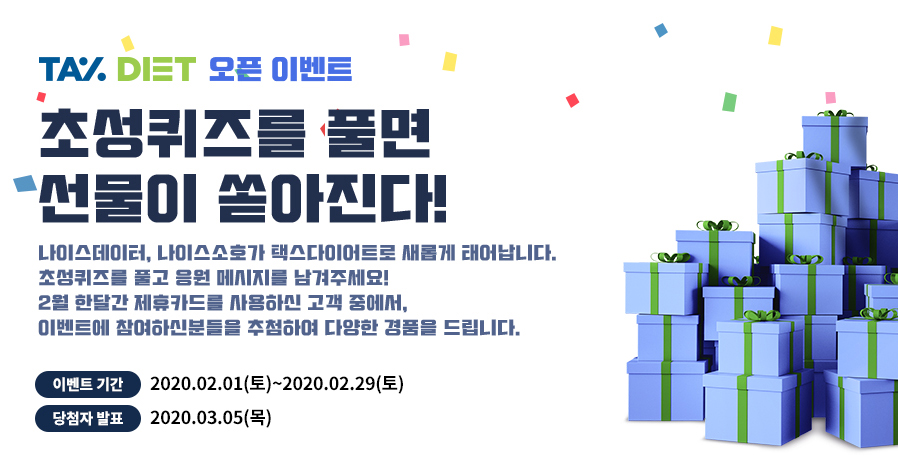 TAX DIET 오픈 이벤트
초성퀴즈를 풀면
선물이 쏟아진다!
나이스데이터, 나이스소호가 택스다이어트로 새롭게 태어납니다.
초성퀴즈를 풀고 응원 메시지를 남겨주세요!
2월 한달간 제휴카드를 사용하신 고객 중에서,
이벤트에 참여하신분들을 추첨하여 다양한 경품을 드립니다.
이벤트 기간 2020.02.01(토)~2020.02.29(토)
당첨자 발표 2020.03.05(목)